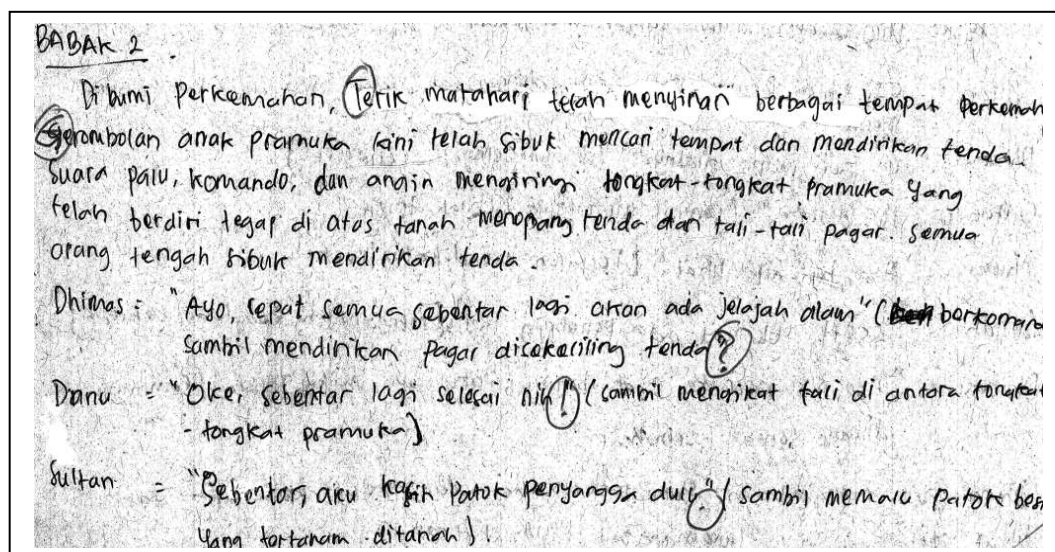 BABAK 2
Di bumi Perkemahan, Terik matahari telah menyinari berbagai tempat perkemah
Gerombolan anak pramuka kini telah sibuk mencari tempat dan mendirikan tenda.
Suara palu, komando, dan angin mengiringi tongkat-tongkat pramuka yang
telah berdiri tegap di atas tanah menopang tenda dan tali-tali pagar. Semua
orang tengah sibuk mendirikan tenda.
Dhimas = "Ayo, cepat semua sebentar lagi akan ada jelajah alam" ( berkoman
sambil mendirikan pagar disekeciling tenda ?
Danu = "Oke, sebentar lagi selesai nih!" (sambil mengikat tali di antara tongkat
- tongkat pramuka)
Sultan = "Sebentar, aku kasih Patok penyangga dulu." ( sambil memalu patok besi
yang tertanam ditanah)